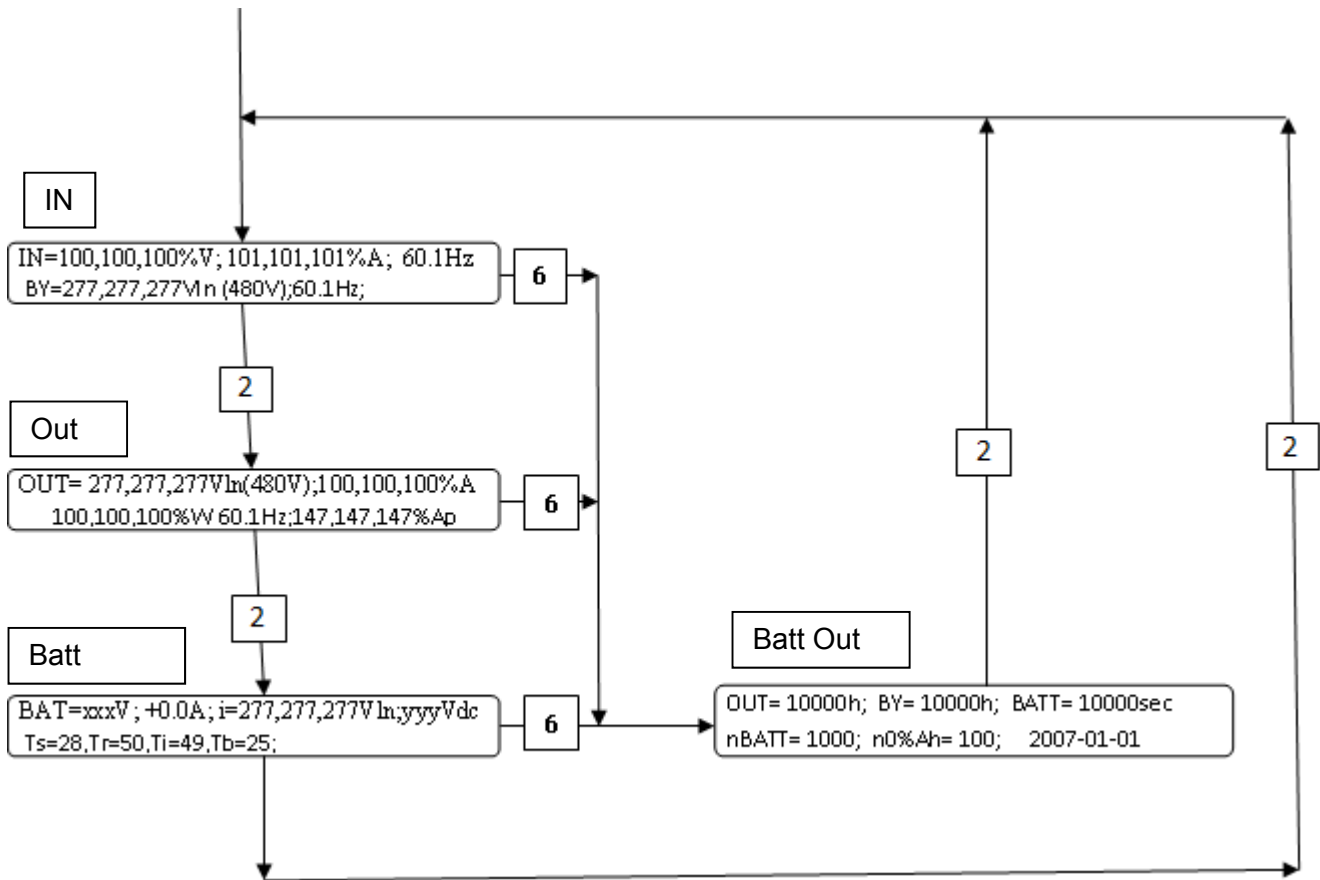 IN
IN=100,100,100%V; 101,101,101%A; 60.1Hz
BY=277,277,277Vln (480V);60.1Hz;
6
2
Out
OUT= 277,277,277Vln(480V);100,100,100%A
100,100,100%W 60.1Hz;147,147,147%Ap
6
2
2
2
Batt
BAT=xxxV; +0.0A; i=277,277,277Vln;yyyVdc
Ts=28,Tr=50,Ti=49,Tb=25;
6
Batt Out
OUT= 10000h; BY= 10000h; BATT= 10000sec
nBATT= 1000; n0%Ah= 100; 2007-01-01